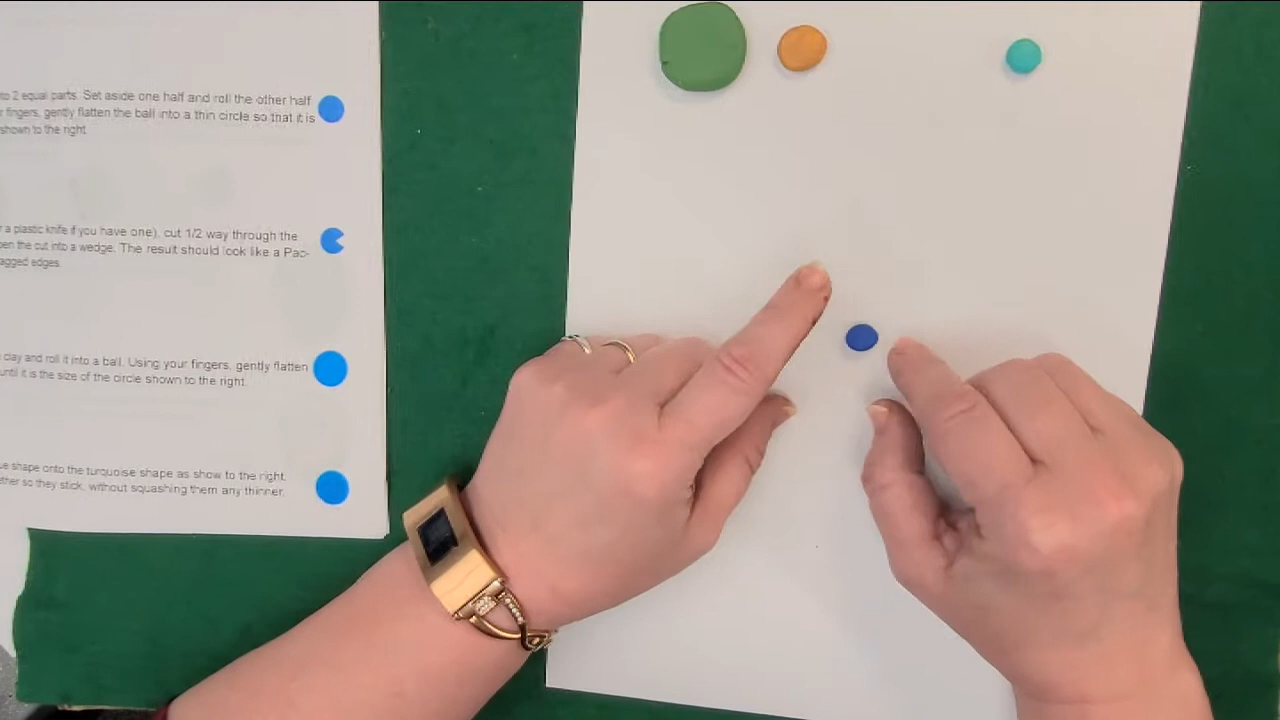 to 2 equal parts. Set aside one half and roll the other half
fingers, gently flatten the ball into a thin circle so that it is
shown to the right.
a plastic knife if you have one), cut 1/2 way through the
the cut into a wedge. The result should look like a Pac-
edges.
clay and roll it into a ball. Using your fingers, gently flatten
until it is the size of the circle shown to the right.
shape onto the turquoise shape as show to the right.
so they stick, without squashing them any thinner.